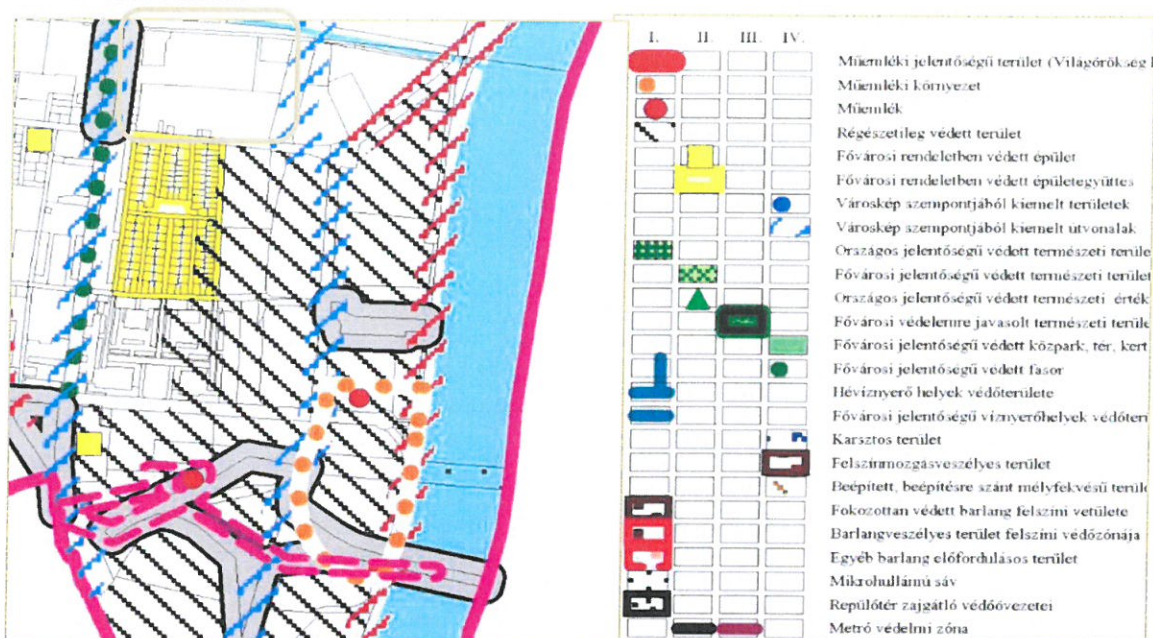 I. II. III. IV.
Műemléki jelentőségű terület (Világörökség
Műemléki környezet
Műemlék
Régészetileg védett terület
Fővárosi rendeletben védett épület
Fővárosi rendeletben védett épületegyüttes
Városkép szempontjából kiemelt területek
Városkép szempontjából kiemelt útvonalak
Országos jelentőségű védett természeti terüle
Fővárosi jelentőségű védett természeti terület
Országos jelentőségű védett természeti érték
Fővárosi védelemre javasolt természeti terüle
Fővárosi jelentőségű védett közpark, tér, kert
Fővárosi jelentőségű védett fasor
Hévíznyerő helyek védőterülete
Fővárosi jelentőségű víznyerőhelyek védőterü
Karsztos terület
Felszínmozgásveszélyes terület
Beépített, beépítésre szánt mélyfekvésű terüle
Fokozottan védett barlang felszíni vetülete
Barlangveszélyes terület felszíni védőzónája
Egyéb barlang előfordulásos terület
Mikrohullámú sáv
Repülőtér zajgátló védőövezetei
Metró védelmi zóna